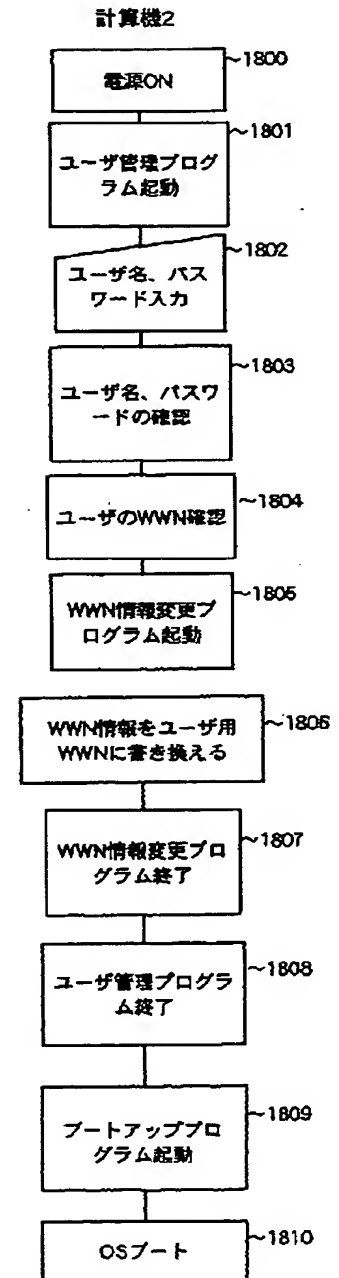 計算機2
電源ON
~1800
ユーザ管理プログ
ラム起動
~1801
ユーザ名、パス
ワード入力
~1802
ユーザ名、パスワ
ードの確認
~1803
ユーザのWWN確認
~1804
WWN情報変更プ
ログラム起動
~1805
WWN情報をユーザ用
WWNに書き換える
~1806
WWN情報変更プロ
グラム終了
~1807
ユーザ管理プログラ
ム終了
~1808
ブートアッププロ
グラム起動
~1809
OSブート
~1810